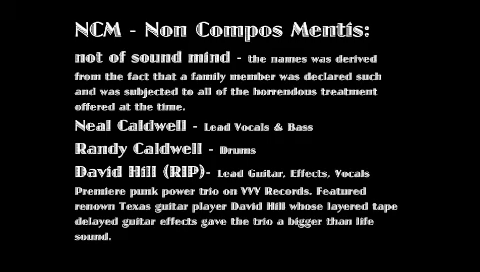 NCM - Non Compos Mentis:
not of sound mind - the names was derived
from the fact that a family member was declared such
and was subjected to all of the horrendous treatment
offered at the time.
Neal Caldwell - Lead Vocals & Bass
Randy Caldwell - Drums
David Hill (RIP)- Lead Guitar, Effects, Vocals
Premiere punk power trio on VVV Records. Featured
renown Texas guitar player David Hill whose layered tape
delayed guitar effects gave the trio a bigger than life
sound.